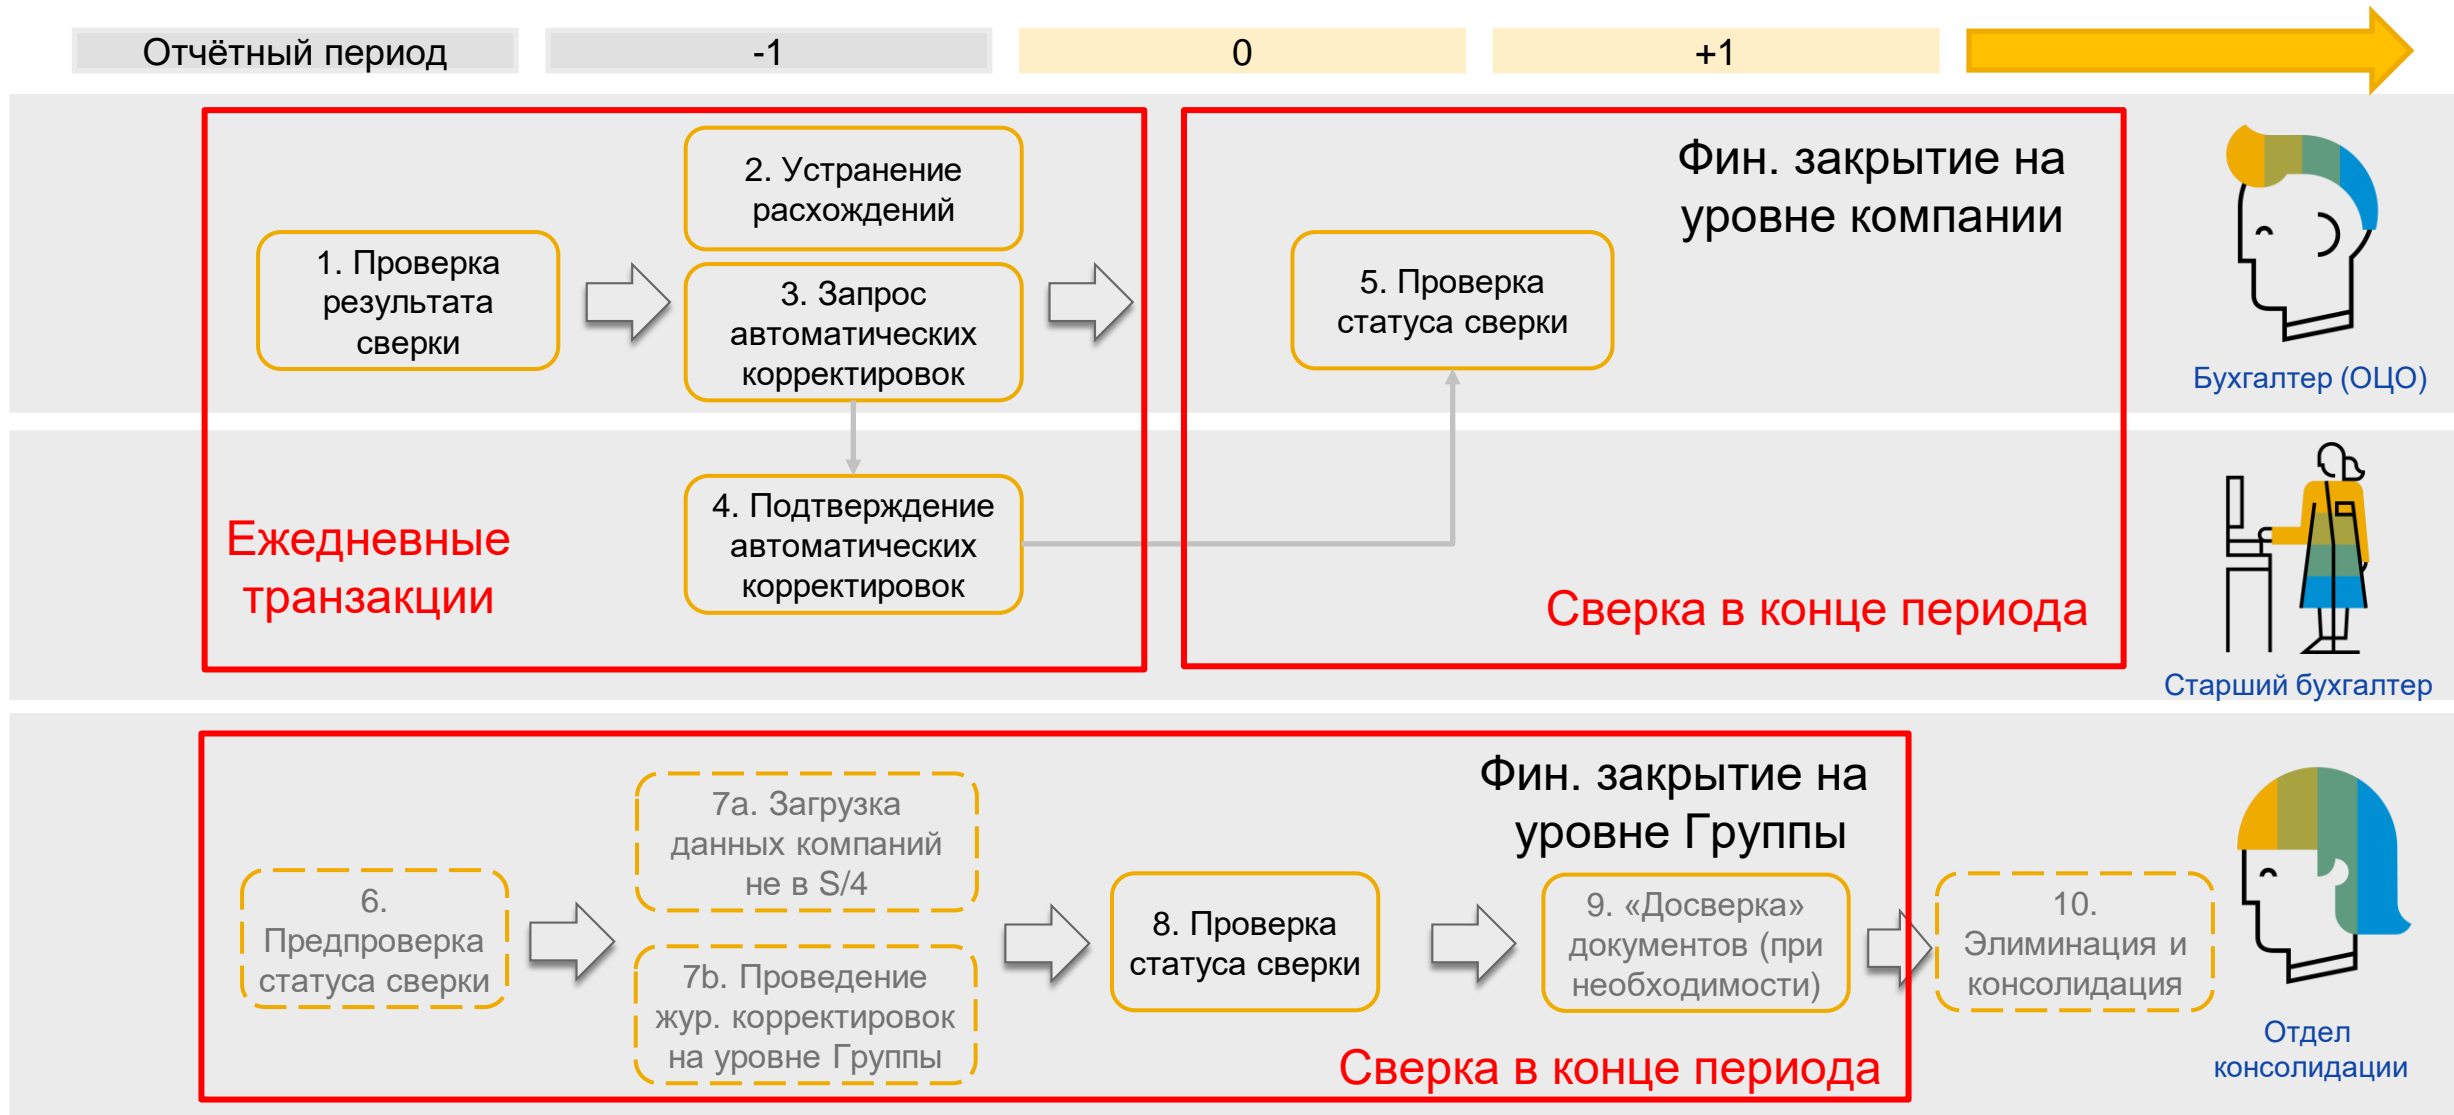 Отчётный период
-1
0
+1
2. Устранение
расхождений
1. Проверка
результата
сверки
3. Запрос
автоматических
корректировок
Фин. закрытие на
уровне компании
5. Проверка
статуса сверки
Бухгалтер (ОЦО)
4. Подтверждение
автоматических
корректировок
Ежедневные
транзакции
Сверка в конце периода
Старший бухгалтер
6.
Предпроверка
статуса сверки
7a. Загрузка
данных компаний
не в S/4
7b. Проведение
жур. корректировок
на уровне Группы
8. Проверка
статуса сверки
Фин. закрытие на
уровне Группы
9. «Досверка»
документов (при
необходимости)
10.
Элиминация и
консолидация
Сверка в конце периода
Отдел
консолидации